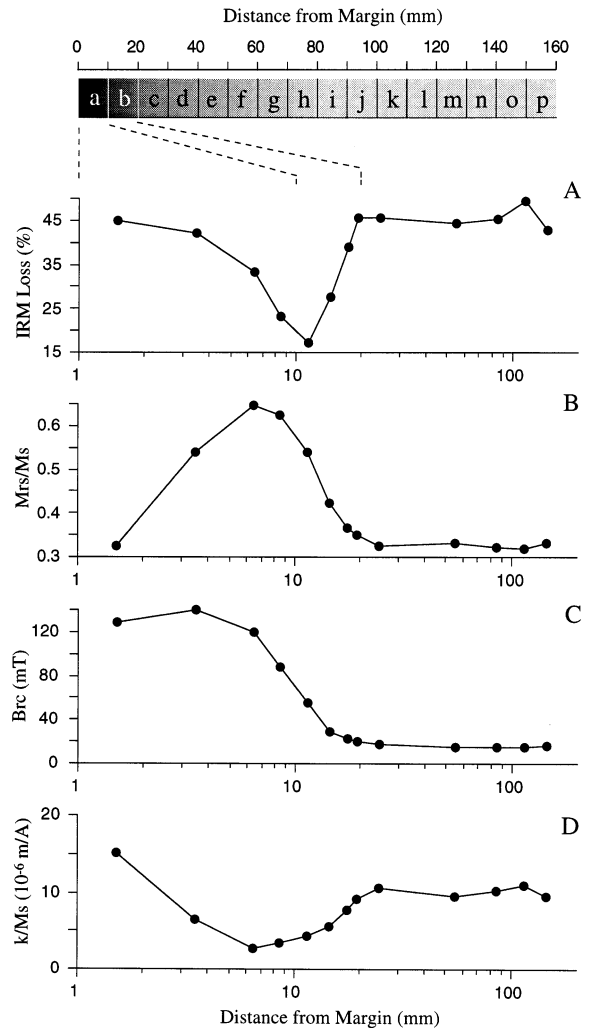 Distance from Margin (mm)
0 20 40 60 80 100 120 140 160
a b c d e f g h i j k l m n o p
A
IRM Loss (%)
45
35
25
15
1 10 100
B
Mrs/Ms
0.6
0.5
0.4
0.3
1 10 100
C
Brc (mT)
120
80
40
0
1 10 100
D
k/Ms (10-6 m/A)
20
10
0
1 10 100
Distance from Margin (mm)